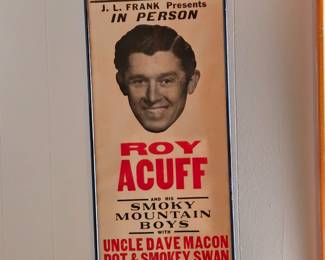 J. L. FRANK Presents
IN PERSON
ROY
ACUFF
AND HIS
SMOKY
MOUNTAIN
BOYS
WITH
UNCLE DAVE MACON
DOT & SMOKEY SWAN